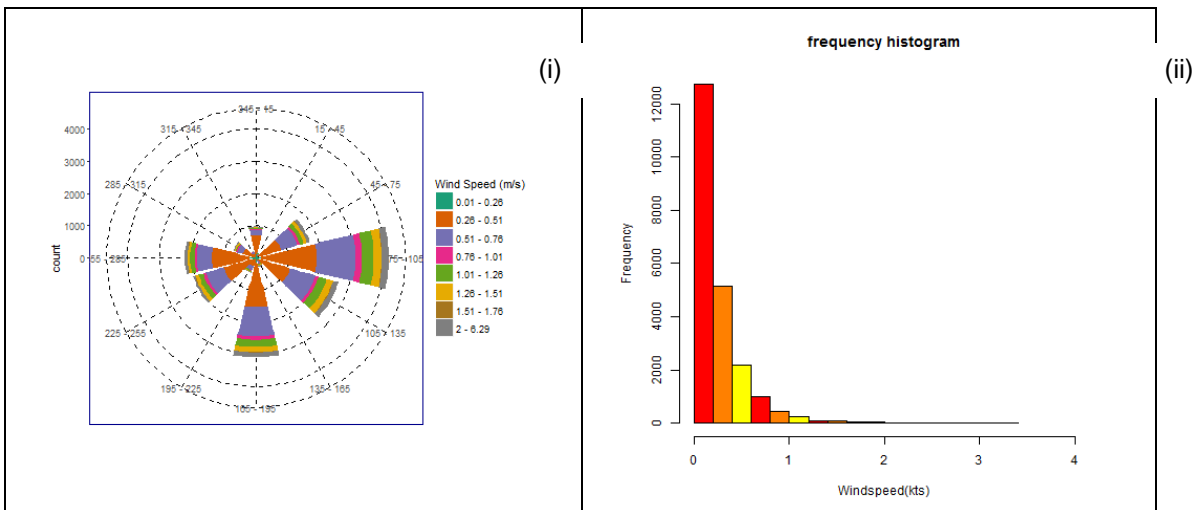 (i)
345 - 15
4000
315 - 345
15 - 45
3000
285 - 315
45 - 75
2000
Wind Speed (m/s)
0.01 - 0.26
0.26 - 0.51
0.51 - 0.76
0.76 - 1.01
1.01 - 1.26
1.26 - 1.51
1.51 - 1.76
2 - 6.29
1000
count
0
75 - 105
225 - 255
105 - 135
195 - 225
135 - 165
165 - 195
frequency histogram
(ii)
Frequency
12000
10000
8000
6000
4000
2000
0
0 1 2 3 4
Windspeed(kts)